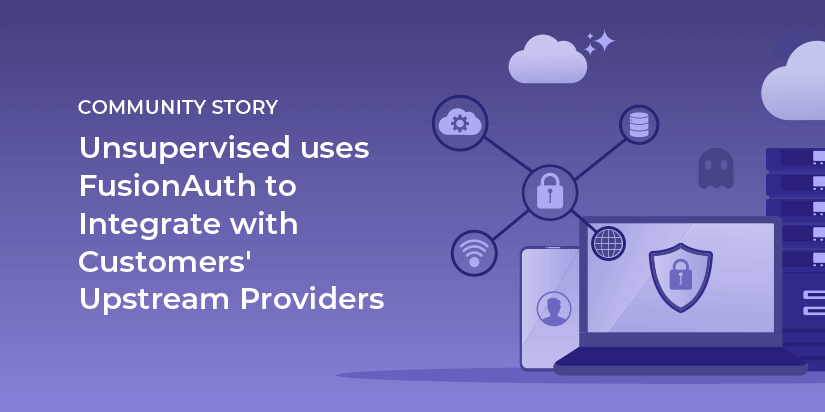 COMMUNITY STORY
Unsupervised uses
FusionAuth to
Integrate with
Customers'
Upstream Providers